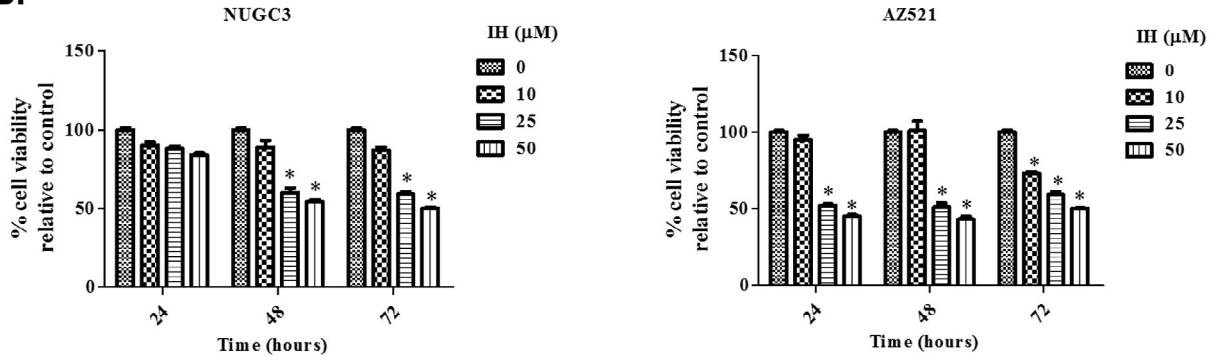 NUGC3
% cell viability
relative to control
150
100
50
0
* * * *
24 48 72
Time (hours)
IH (µM)
0
10
25
50
AZ521
% cell viability
relative to control
150
100
50
0
* * * * * * *
24 48 72
Time (hours)
IH (µM)
0
10
25
50